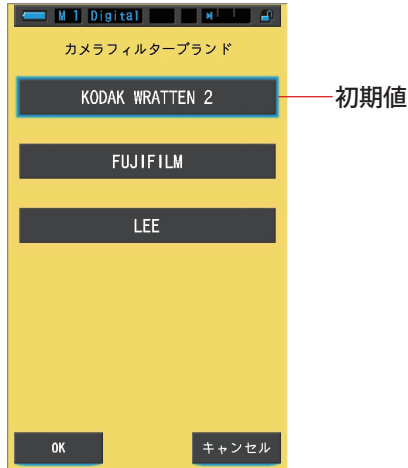 M 1 Digital
カメラフィルターブランド
KODAK WRATTEN 2
初期値
FUJIFILM
LEE
OK
キャンセル